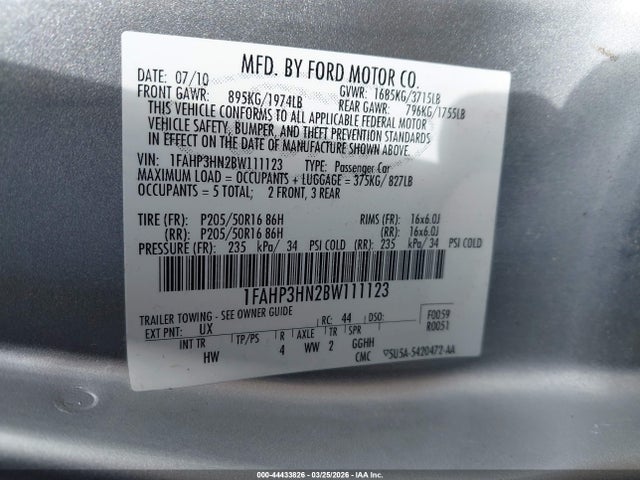 MFD. BY FORD MOTOR CO.
DATE: 07/10 GVWR: 1685KG/3715LB
FRONT GAWR: 895KG/1974LB REAR GAWR: 796KG/1755LB
THIS VEHICLE CONFORMS TO ALL APPLICABLE FEDERAL MOTOR
VEHICLE SAFETY, BUMPER, AND THEFT PREVENTION STANDARDS
IN EFFECT ON THE DATE OF MANUFACTURE SHOWN ABOVE.
VIN: 1FAHP3HN2BW111123 TYPE: Passenger Car
MAXIMUM LOAD = OCCUPANTS + LUGGAGE = 375KG/ 827LB
OCCUPANTS = 5 TOTAL; 2 FRONT, 3 REAR
TIRE (FR): P205/50R16 86H RIMS (FR): 16x6.0J
(RR): P205/50R16 86H (RR): 16x6.0J
PRESSURE (FR): 235 kPa/ 34 PSI COLD (RR): 235 kPa/ 34 PSI COLD
1FAHP3HN2BW111123
TRAILER TOWING - SEE OWNER GUIDE F0059
EXT PNT: UX RC: 44 DSO: R0051
INT TR TP/PS R AXLE TR SPR
HW 4 WW 2 GGHH
CMC 5U5A-5420472-AA
000-44433826 - 03/25/2026 - IAA Inc.